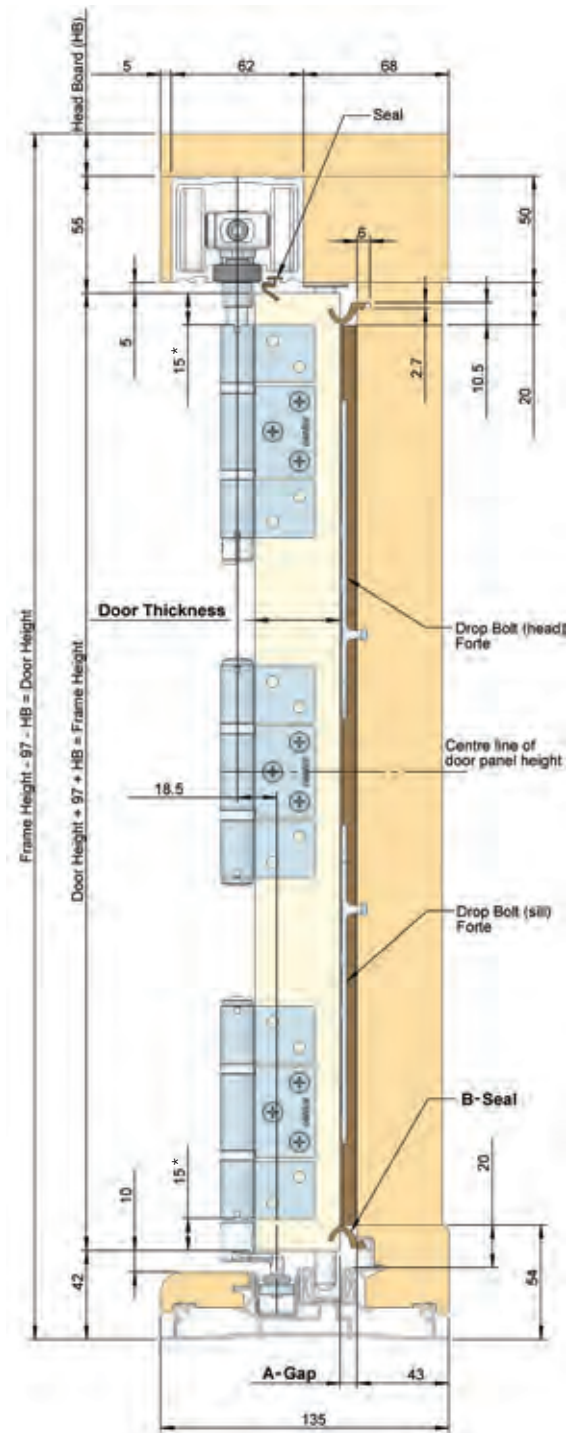 Head Board (HB)
5
62
68
Seal
55
50
6
5
15*
2.7
10.5
20
Door Thickness
Drop Bolt (head)
Forte
Frame Height - 97 - HB = Door Height
Door Height + 97 + HB = Frame Height
Centre line of
door panel height
18.5
Drop Bolt (sill)
Forte
B-Seal
15*
10
20
42
54
A-Gap
43
135